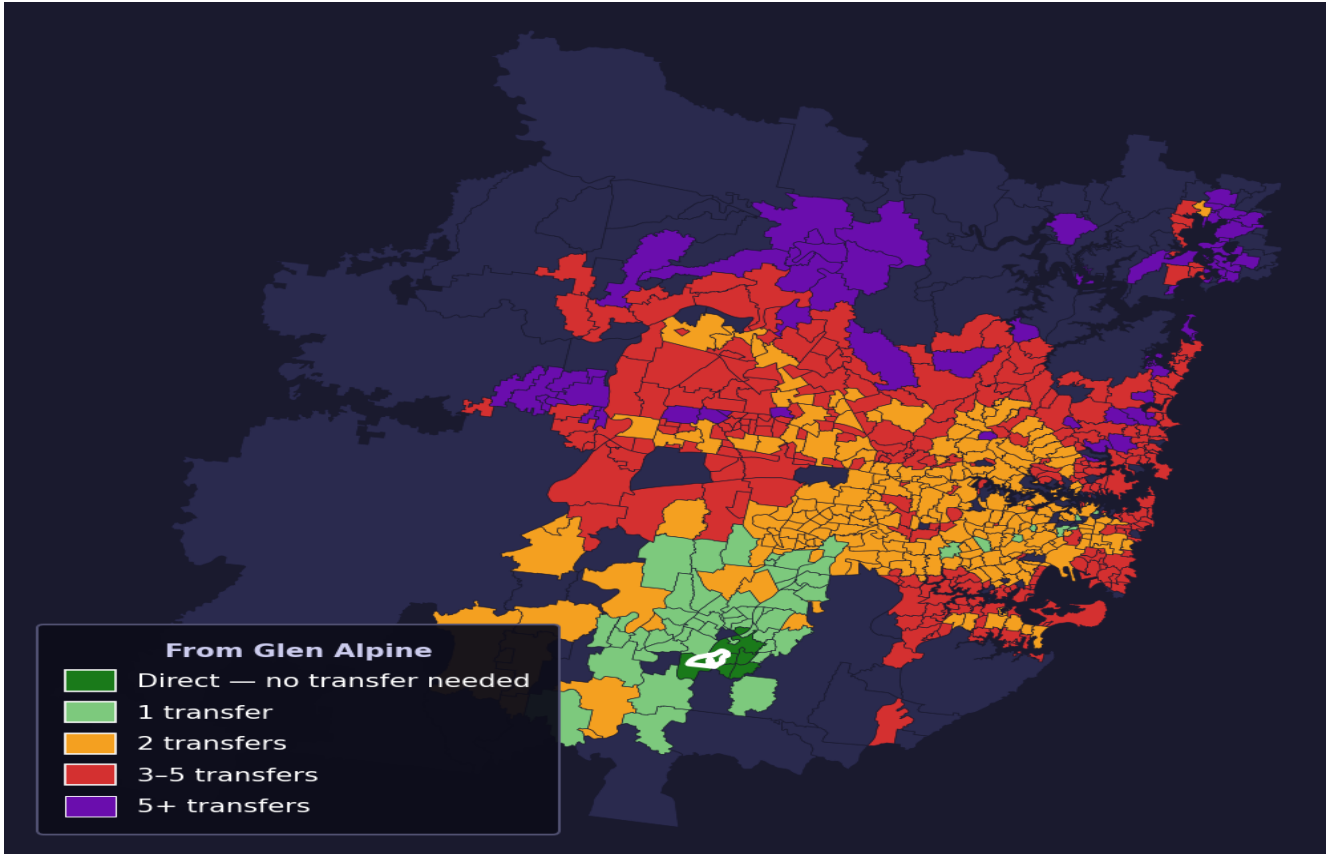 From Glen Alpine
Direct — no transfer needed
1 transfer
2 transfers
3–5 transfers
5+ transfers